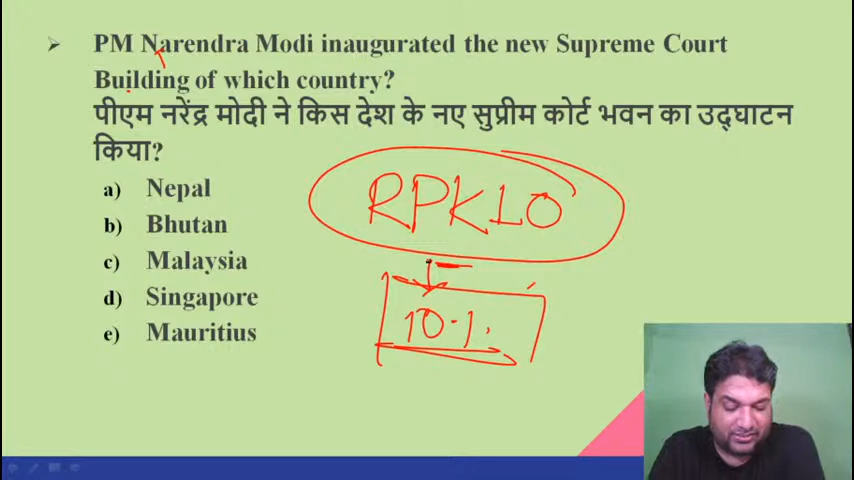 ➤ PM Narendra Modi inaugurated the new Supreme Court
Building of which country?
पीएम नरेंद्र मोदी ने किस देश के नए सुप्रीम कोर्ट भवन का उद्घाटन
किया?
a) Nepal
b) Bhutan
c) Malaysia
d) Singapore
e) Mauritius
RPKLO
10.1.